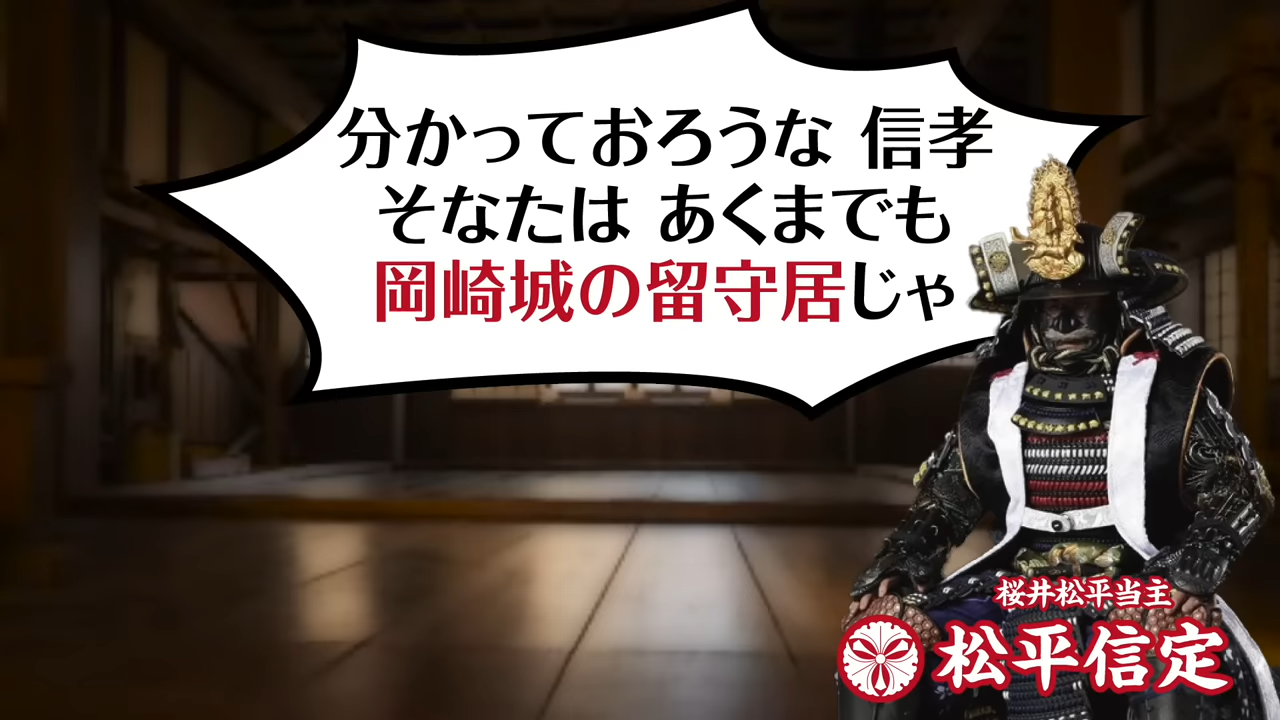 分かっておろうな 信孝
そなたは あくまでも
岡崎城の留守居じゃ
桜井松平当主
松平信定